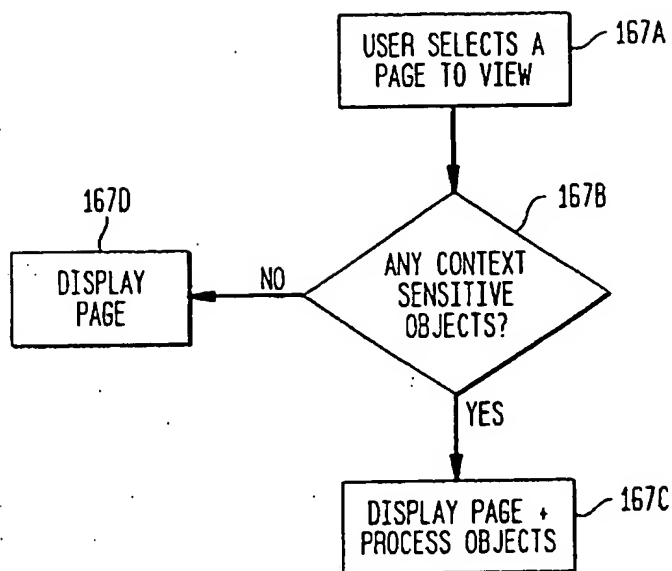 USER SELECTS A
PAGE TO VIEW
167A
167B
ANY CONTEXT
SENSITIVE
OBJECTS?
NO
167D
DISPLAY
PAGE
YES
DISPLAY PAGE +
PROCESS OBJECTS
167C